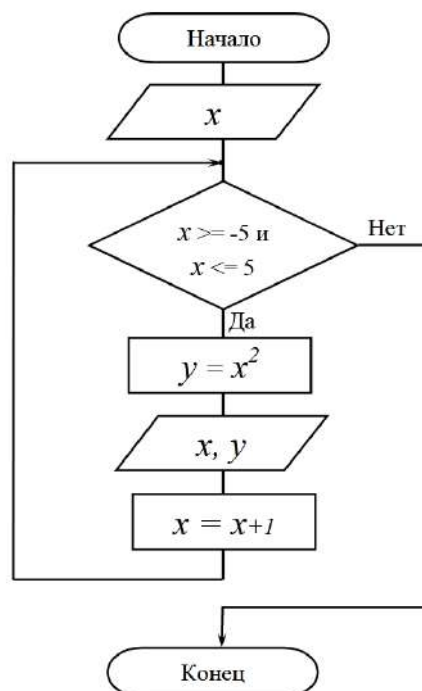 Начало
x
x >= -5 и
x <= 5
Нет
Да
y = x²
x, y
x = x+1
Конец